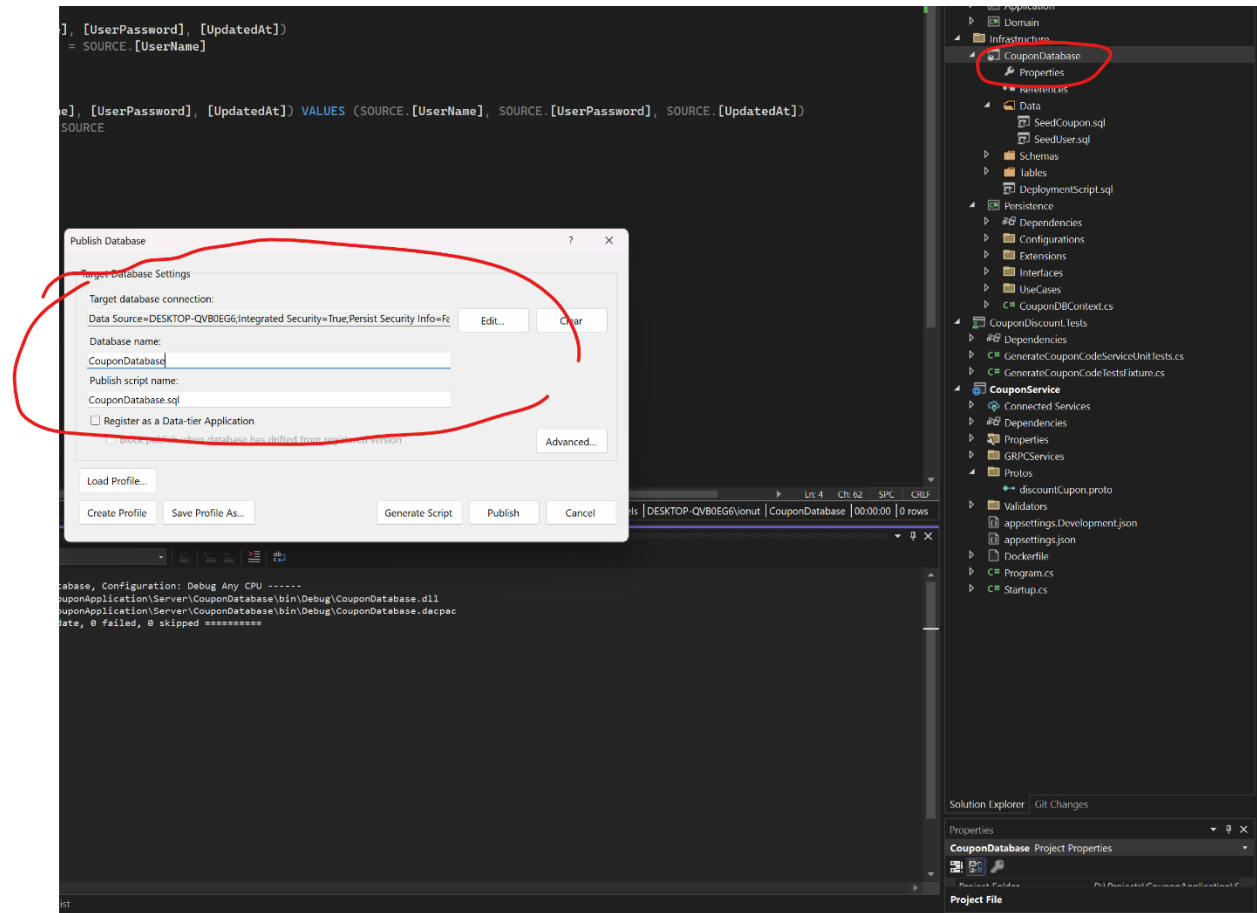 ], [UserPassword], [UpdatedAt])
= SOURCE.[UserName]
e], [UserPassword], [UpdatedAt]) VALUES (SOURCE.[UserName], SOURCE.[UserPassword], SOURCE.[UpdatedAt])
SOURCE
Publish Database
? ×
Target Database Settings
Target database connection:
Data Source=DESKTOP-QVB0EG6;Integrated Security=True;Persist Security Info=Fa
Edit...
Clear
Database name:
CouponDatabase
Publish script name:
CouponDatabase.sql
Register as a Data-tier Application
Block publish when database has drifted from registered version
Advanced...
Load Profile...
Create Profile
Save Profile As...
Generate Script
Publish
Cancel
Ln: 4 Ch: 62 SPC CRLF
ls DESKTOP-QVB0EG6\ionut CouponDatabase 00:00:00 0 rows
tabase, Configuration: Debug Any CPU ------
ouponApplication\Server\CouponDatabase\bin\Debug\CouponDatabase.dll
ouponApplication\Server\CouponDatabase\bin\Debug\CouponDatabase.dacpac
date, 0 failed, 0 skipped ==========
ist
Application
Domain
Infrastructure
CouponDatabase
Properties
References
Data
SeedCoupon.sql
SeedUser.sql
Schemas
Tables
DeploymentScript.sql
Persistence
Dependencies
Configurations
Extensions
Interfaces
UseCases
CouponDBContext.cs
CouponDiscount.Tests
Dependencies
GenerateCouponCodeServiceUnitTests.cs
GenerateCouponCodeTestsFixture.cs
CouponService
Connected Services
Dependencies
Properties
GRPCServices
Protos
discountCupon.proto
Validators
appsettings.Development.json
appsettings.json
Dockerfile
Program.cs
Startup.cs
Solution Explorer Git Changes
Properties
CouponDatabase Project Properties
Project Folder D:\Projects\CouponApplication\S
Project File